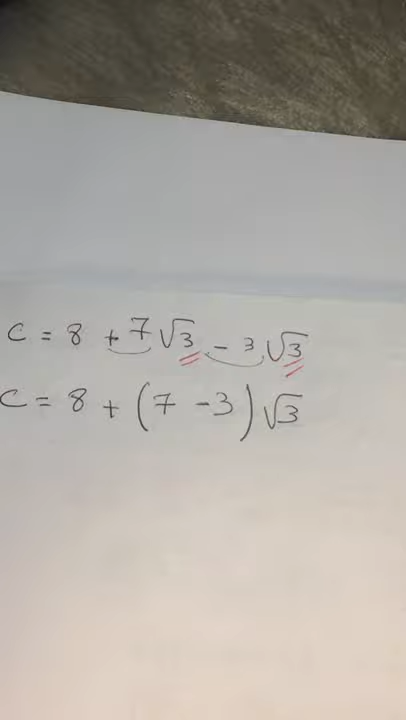 C = 8 + 7√3 - 3√3
C = 8 + (7 - 3)√3